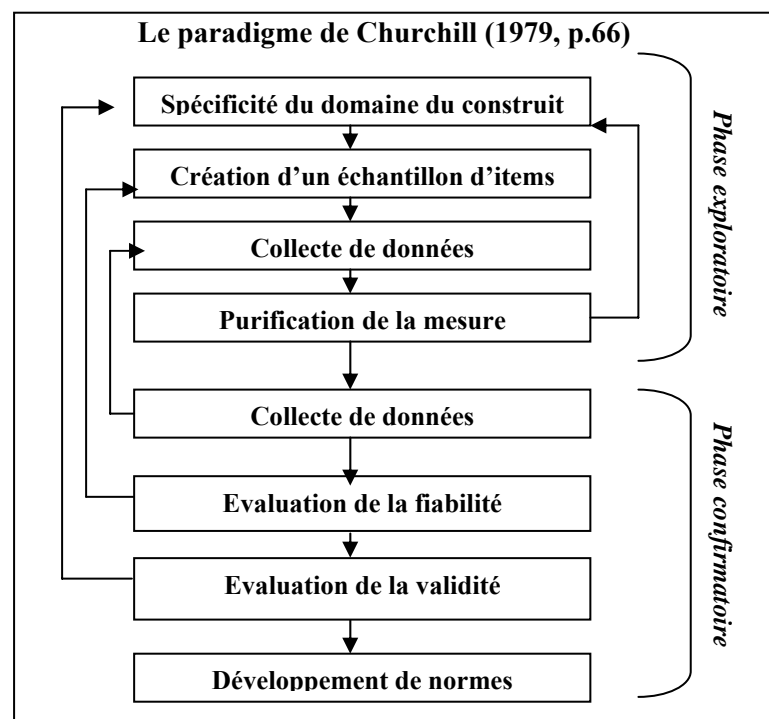 Le paradigme de Churchill (1979, p.66)
Spécificité du domaine du construit
Création d’un échantillon d’items
Collecte de données
Purification de la mesure
Phase exploratoire
Collecte de données
Evaluation de la fiabilité
Evaluation de la validité
Développement de normes
Phase confirmatoire